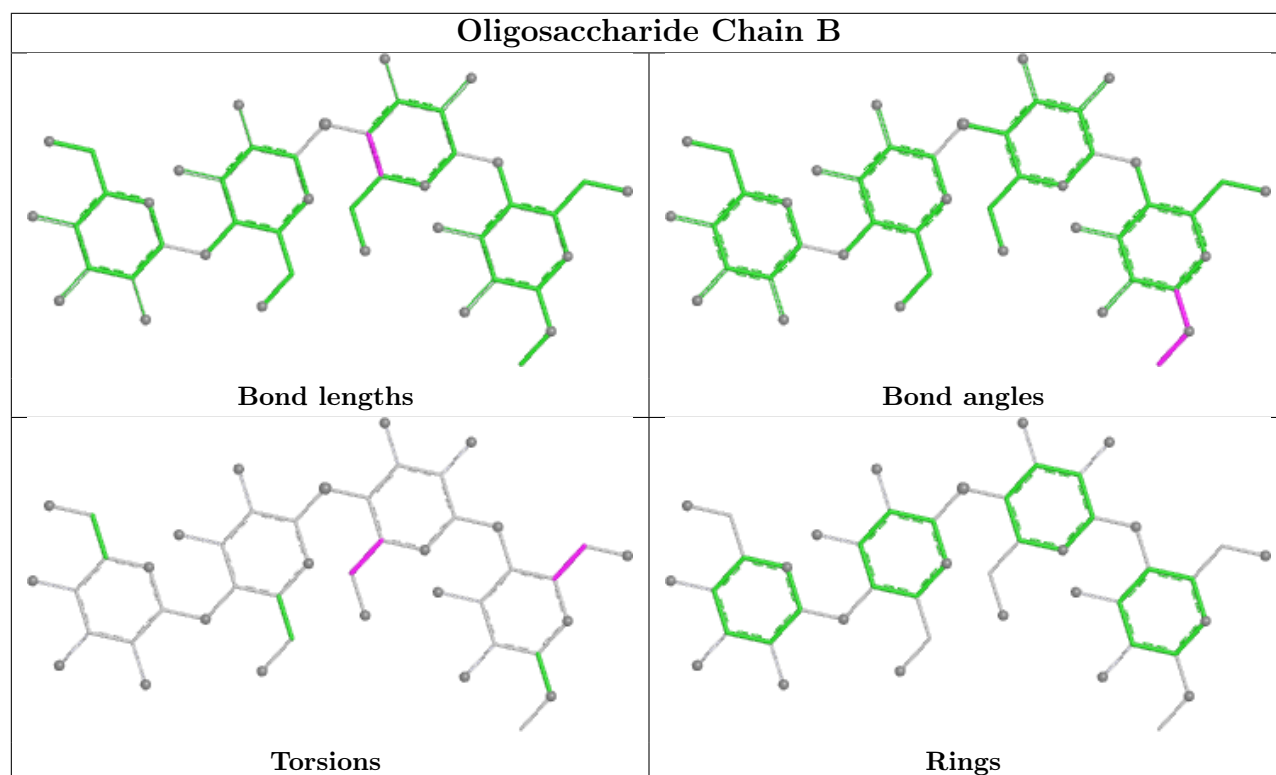 Oligosaccharide Chain B
Bond lengths
Bond angles
Torsions
Rings